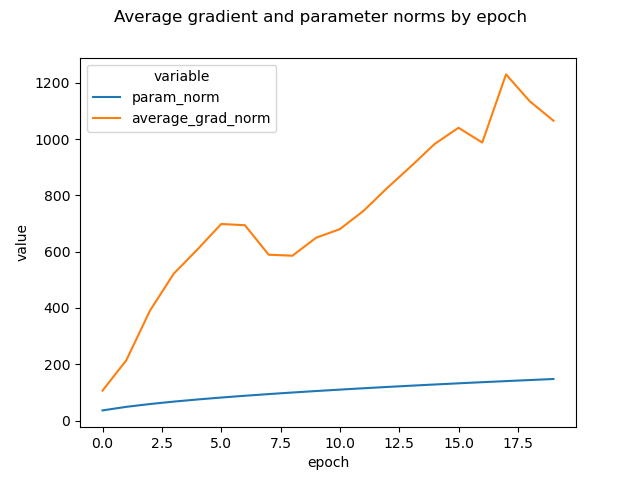 Average gradient and parameter norms by epoch
variable
param_norm
average_grad_norm
1200
1000
800
600
400
200
0
value
0.0 2.5 5.0 7.5 10.0 12.5 15.0 17.5
epoch